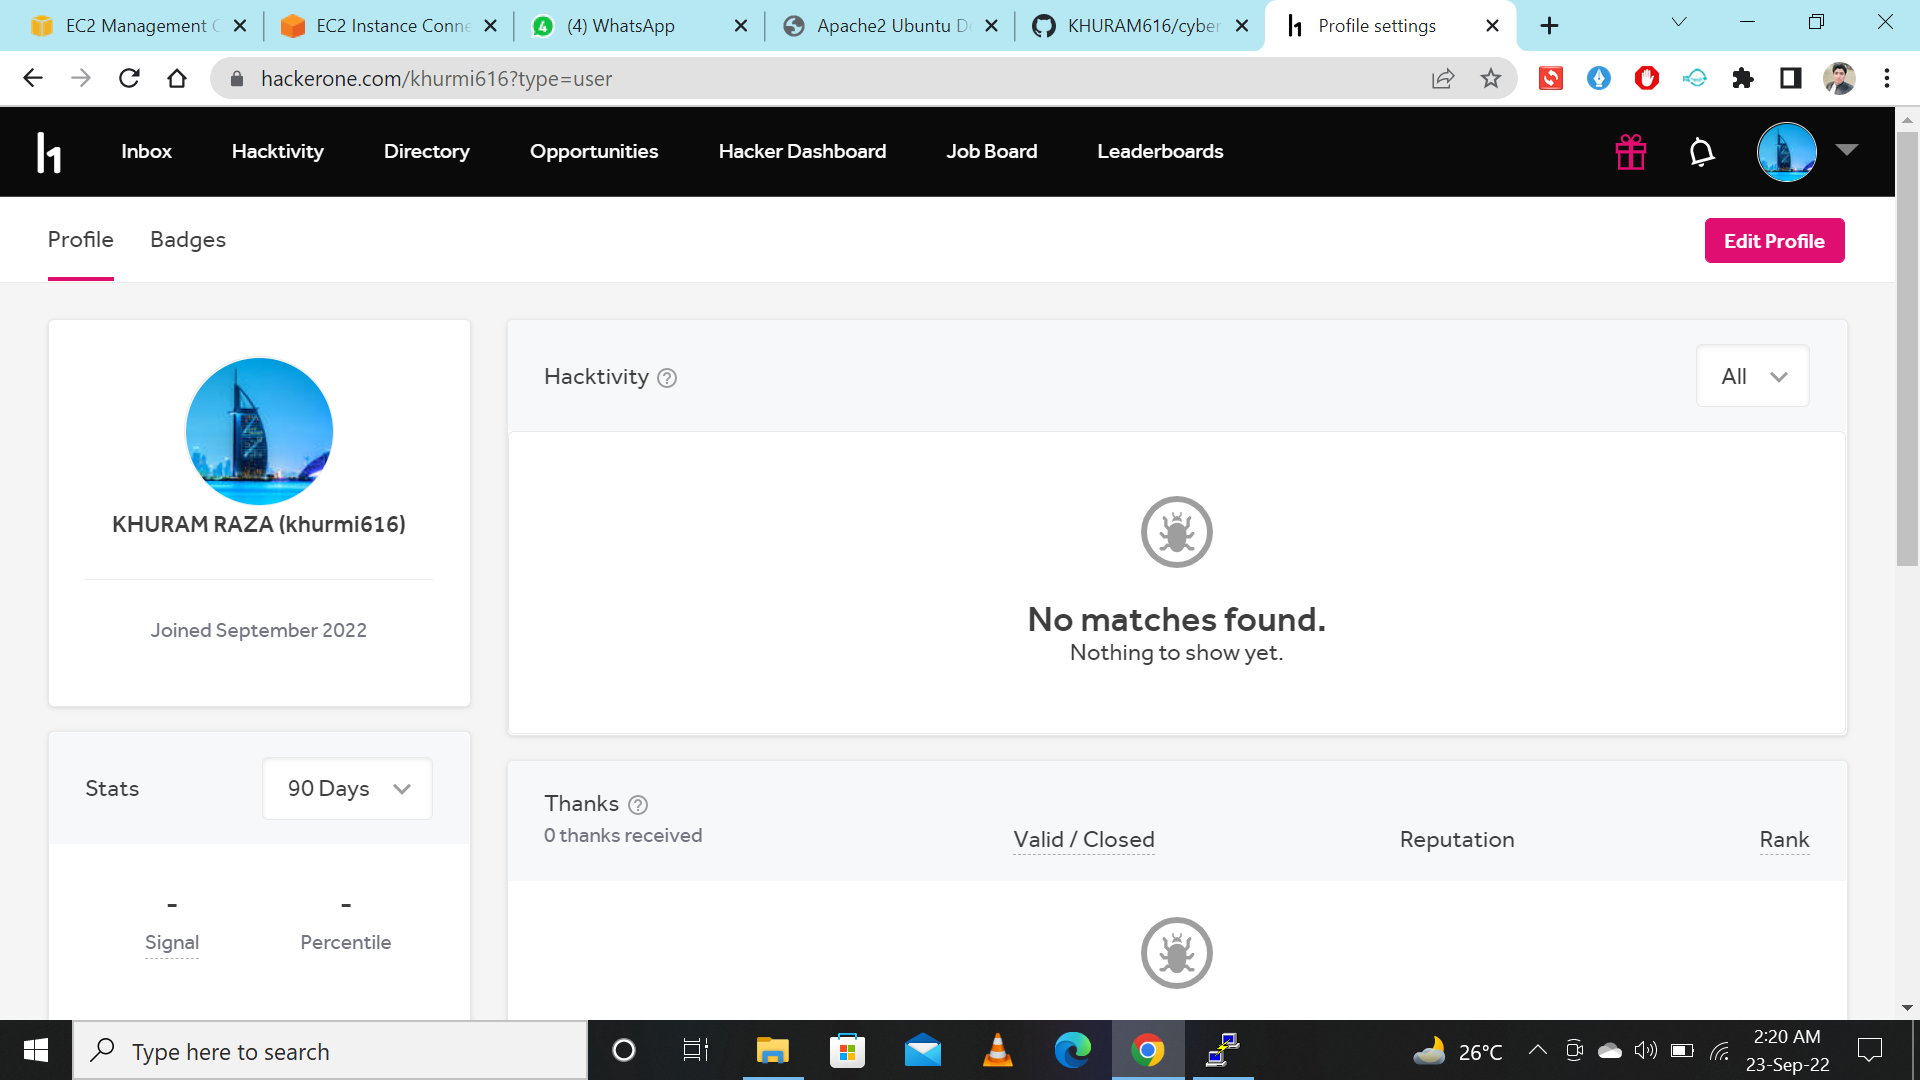 EC2 Management C
EC2 Instance Conne
(4) WhatsApp
Apache2 Ubuntu De
KHURAM616/cyber
Profile settings
hackerone.com/khurmi616?type=user
Inbox
Hacktivity
Directory
Opportunities
Hacker Dashboard
Job Board
Leaderboards
Profile
Badges
Edit Profile
KHURAM RAZA (khurmi616)
Joined September 2022
Hacktivity
All
No matches found.
Nothing to show yet.
Stats
90 Days
-
Signal
-
Percentile
Thanks
0 thanks received
Valid / Closed
Reputation
Rank
Type here to search
26°C
2:20 AM
23-Sep-22